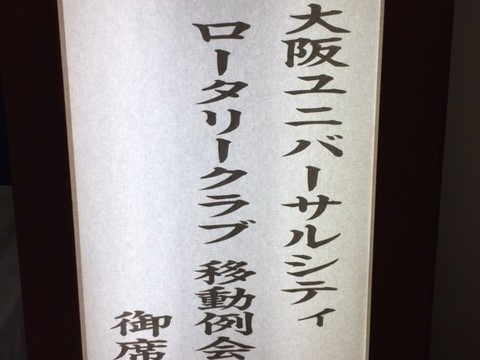 大阪ユニバーサルシティ
ロータリークラブ 移動例会
御席